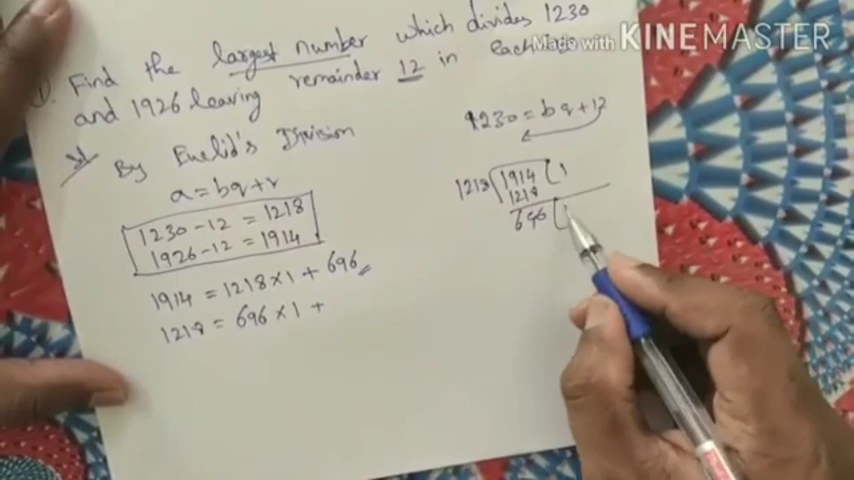 1. Find the largest number which divides 1230
and 1926 leaving remainder 12 in each
Made with KINEMASTER
By Euclid's Division
a = bq + r
1230 - 12 = 1218
1926 - 12 = 1914
1914 = 1218 × 1 + 696
1218 = 696 × 1 +
1230 = bq + 12
1218 1914 1
1218
696 1